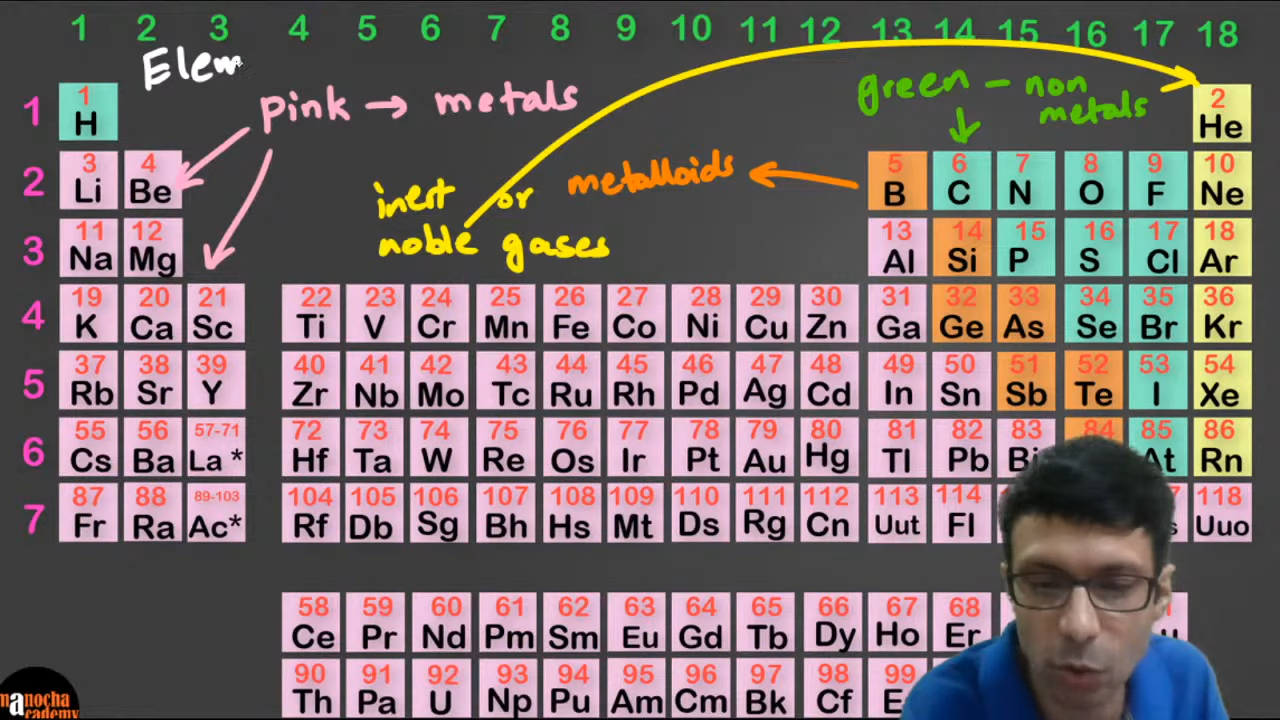 1 2 3 4 5 6 7 8 9 10 11 12 13 14 15 16 17 18
Elem
pink → metals
green - non
metals
inert or
noble gases
metalloids
1 1 H 2 He
2 3 Li 4 Be 5 B 6 C 7 N 8 O 9 F 10 Ne
3 11 Na 12 Mg 13 Al 14 Si 15 P 16 S 17 Cl 18 Ar
4 19 K 20 Ca 21 Sc 22 Ti 23 V 24 Cr 25 Mn 26 Fe 27 Co 28 Ni 29 Cu 30 Zn 31 Ga 32 Ge 33 As 34 Se 35 Br 36 Kr
5 37 Rb 38 Sr 39 Y 40 Zr 41 Nb 42 Mo 43 Tc 44 Ru 45 Rh 46 Pd 47 Ag 48 Cd 49 In 50 Sn 51 Sb 52 Te 53 I 54 Xe
6 55 Cs 56 Ba 57-71 La * 72 Hf 73 Ta 74 W 75 Re 76 Os 77 Ir 78 Pt 79 Au 80 Hg 81 Tl 82 Pb 83 Bi 84 85 At 86 Rn
7 87 Fr 88 Ra 89-103 Ac* 104 Rf 105 Db 106 Sg 107 Bh 108 Hs 109 Mt 110 Ds 111 Rg 112 Cn 113 Uut 114 Fl 118 Uuo
58 Ce 59 Pr 60 Nd 61 Pm 62 Sm 63 Eu 64 Gd 65 Tb 66 Dy 67 Ho 68 Er
90 Th 91 Pa 92 U 93 Np 94 Pu 95 Am 96 Cm 97 Bk 98 Cf 99
manocha
academy